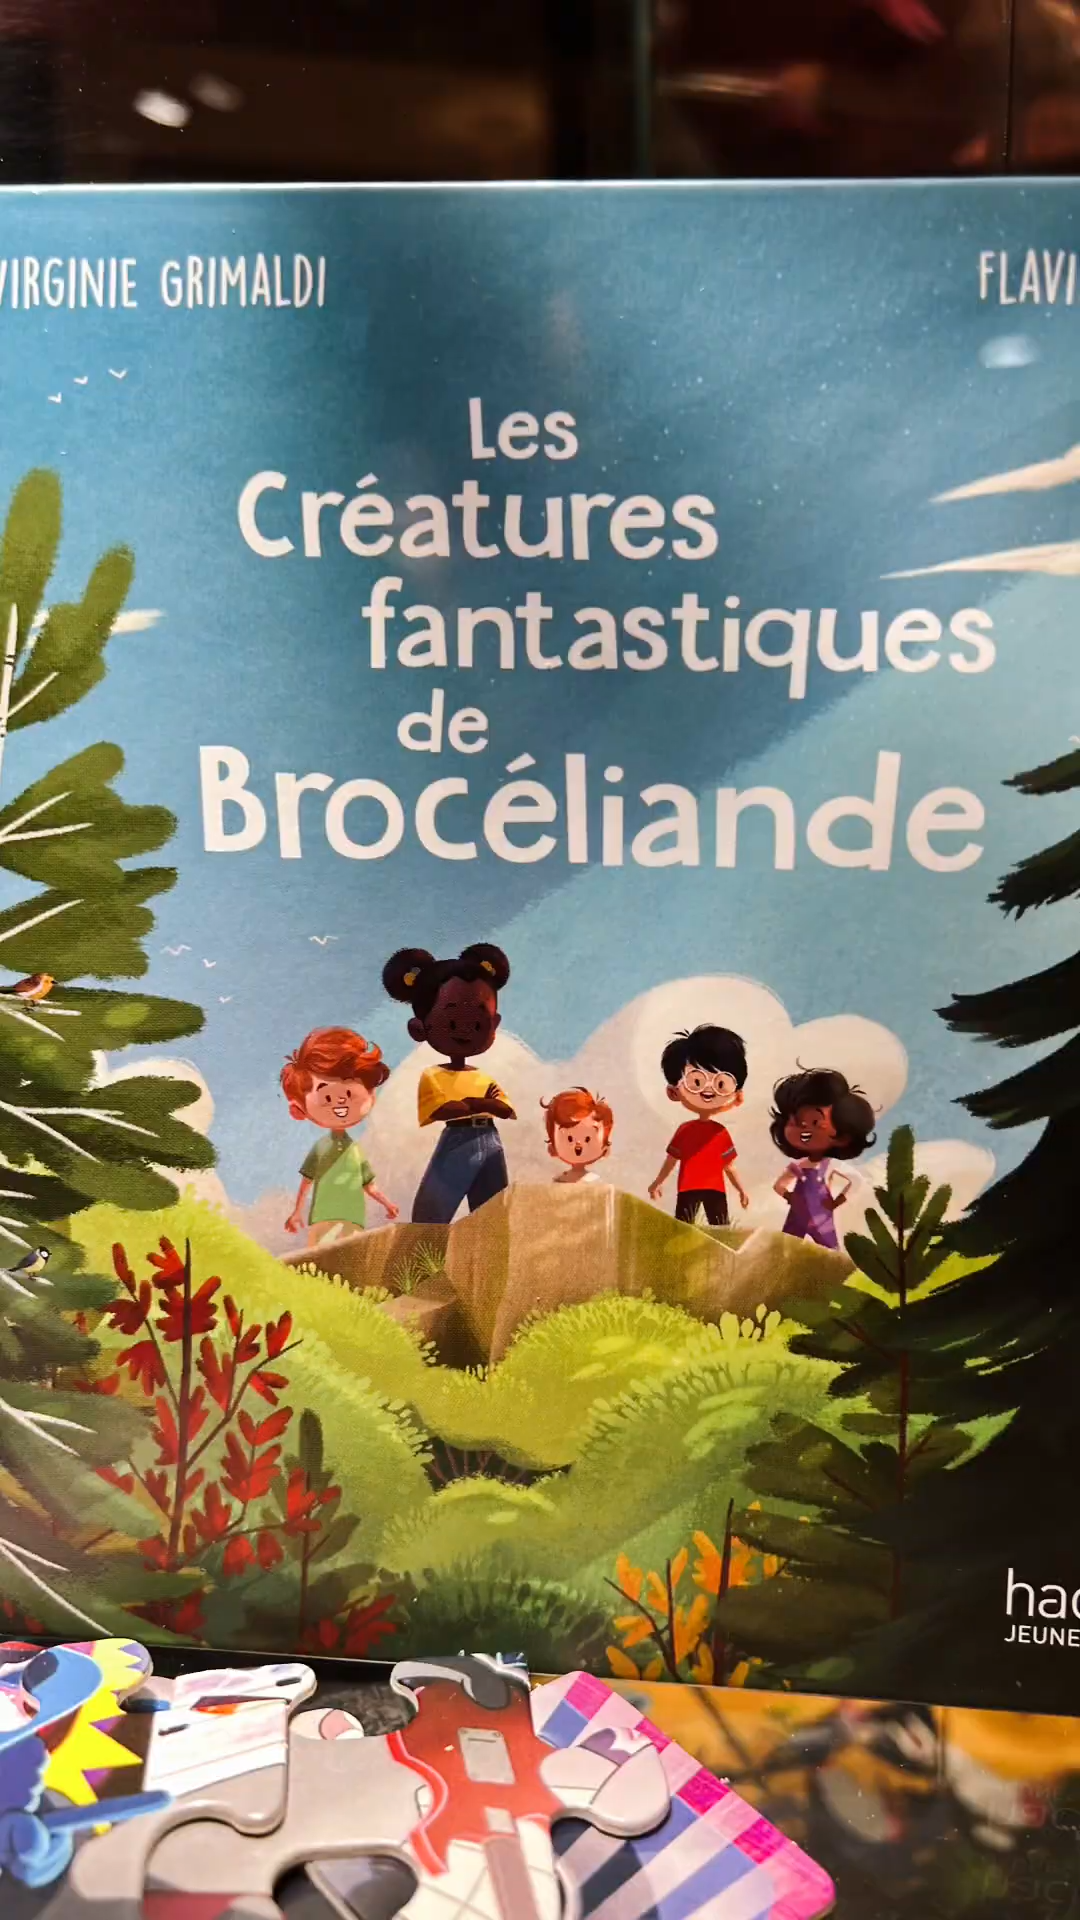 VIRGINIE GRIMALDI
FLAVI
Les
Créatures
fantastiques
de
Brocéliande
hac
JEUNE